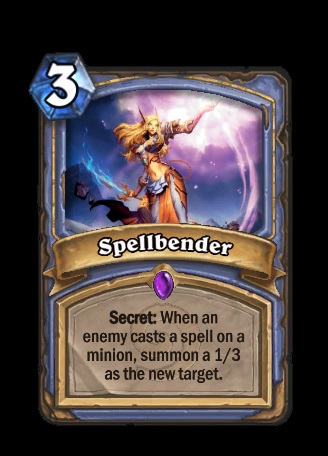 3
Spellbender
Secret: When an
enemy casts a spell on a
minion, summon a 1/3
as the new target.